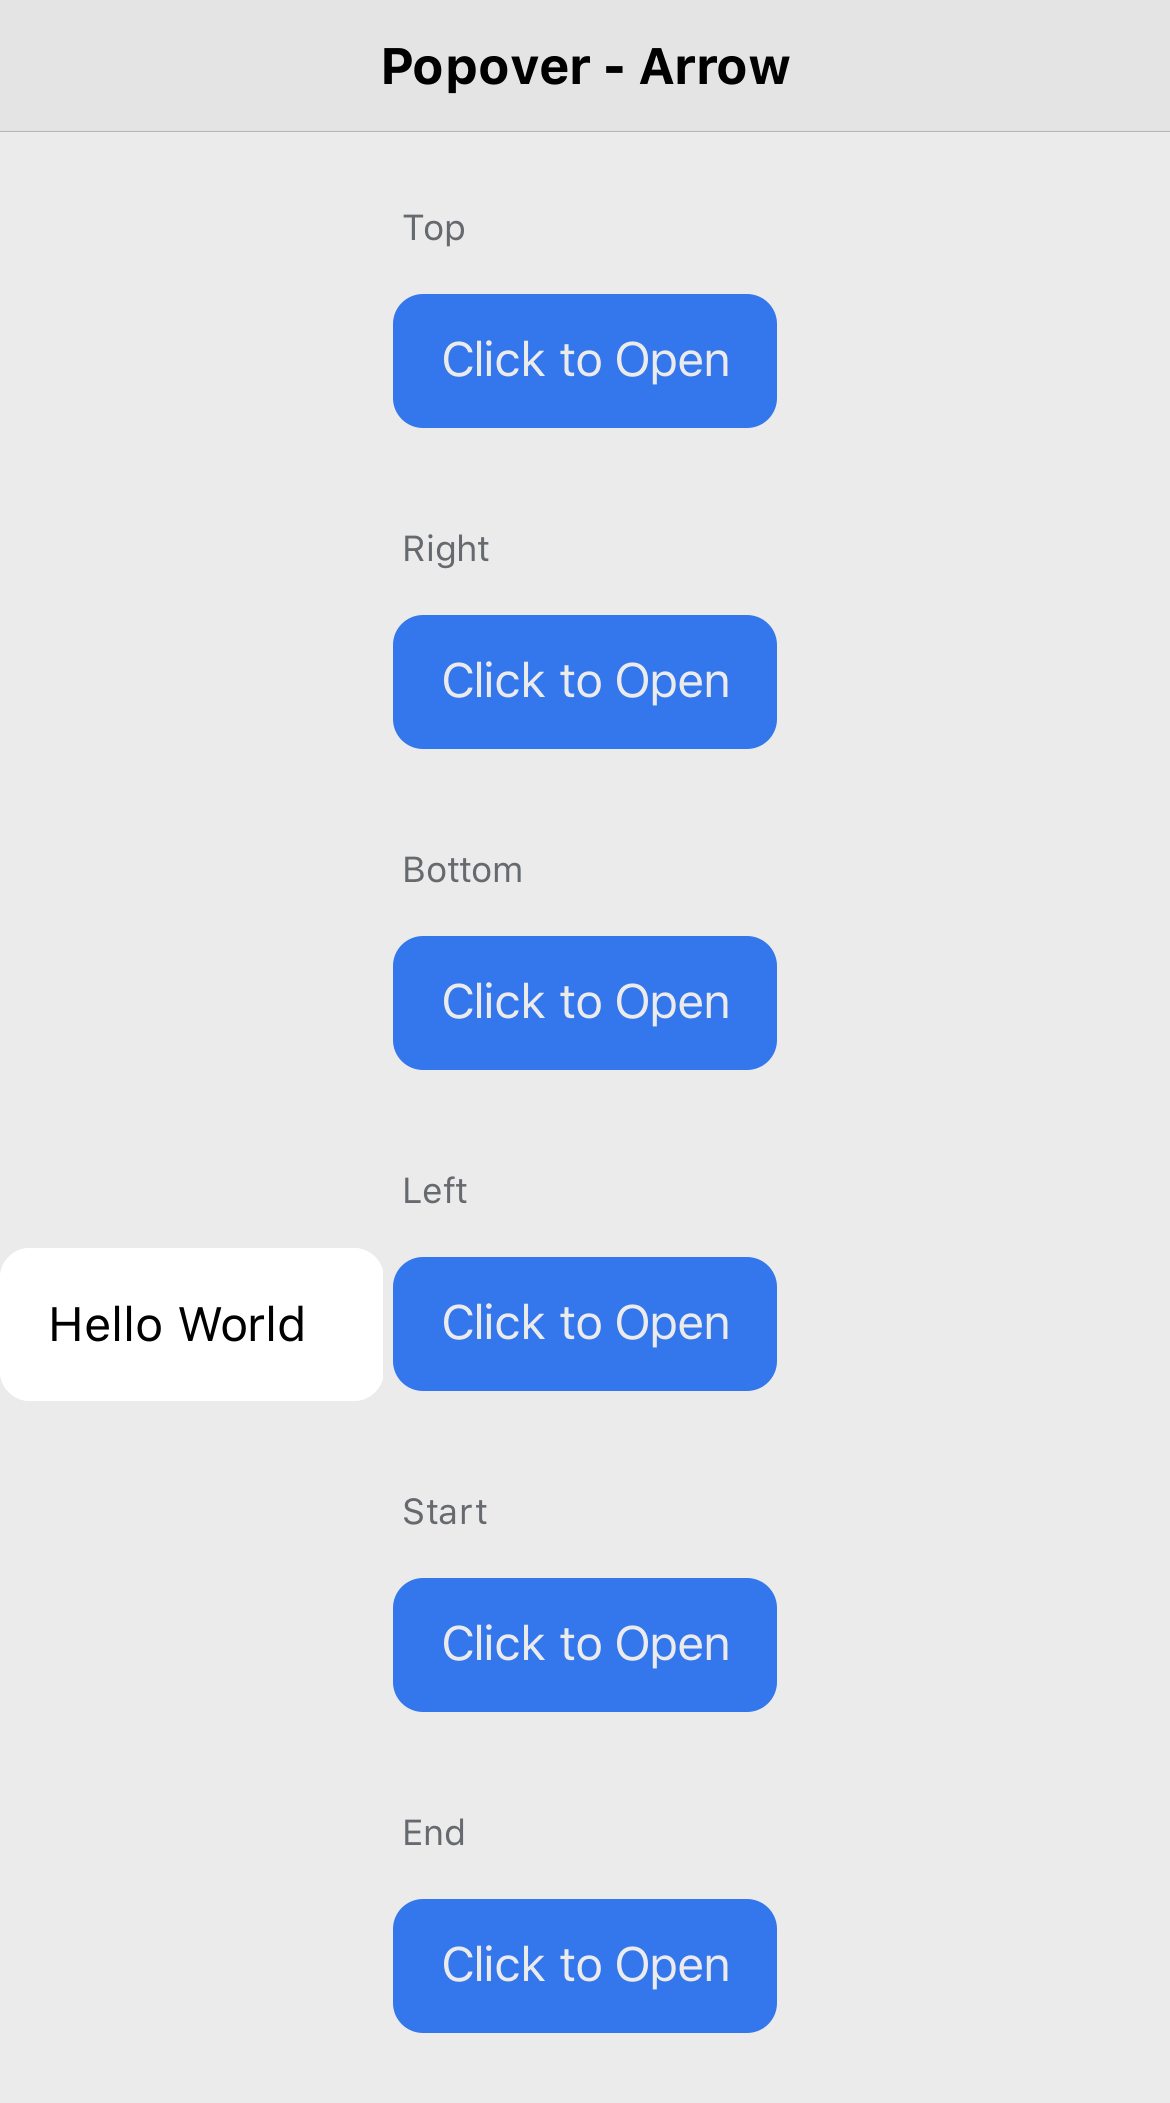 Popover - Arrow
Top
Click to Open
Right
Click to Open
Bottom
Click to Open
Left
Hello World
Click to Open
Start
Click to Open
End
Click to Open